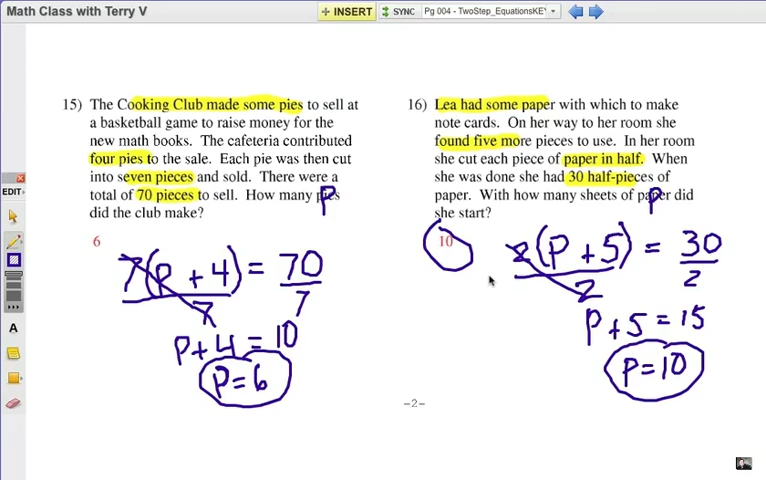 Math Class with Terry V
INSERT
SYNC
Pg 004 - TwoStep_EquationsKEY
EDIT
A
15) The Cooking Club made some pies to sell at
a basketball game to raise money for the
new math books. The cafeteria contributed
four pies to the sale. Each pie was then cut
into seven pieces and sold. There were a
total of 70 pieces to sell. How many pies
did the club make?
P
6
7(P + 4) = 70
7 7
P + 4 = 10
P = 6
16) Lea had some paper with which to make
note cards. On her way to her room she
found five more pieces to use. In her room
she cut each piece of paper in half. When
she was done she had 30 half-pieces of
paper. With how many sheets of paper did
she start?
P
10
2(P + 5) = 30
2 2
P + 5 = 15
P = 10
-2-